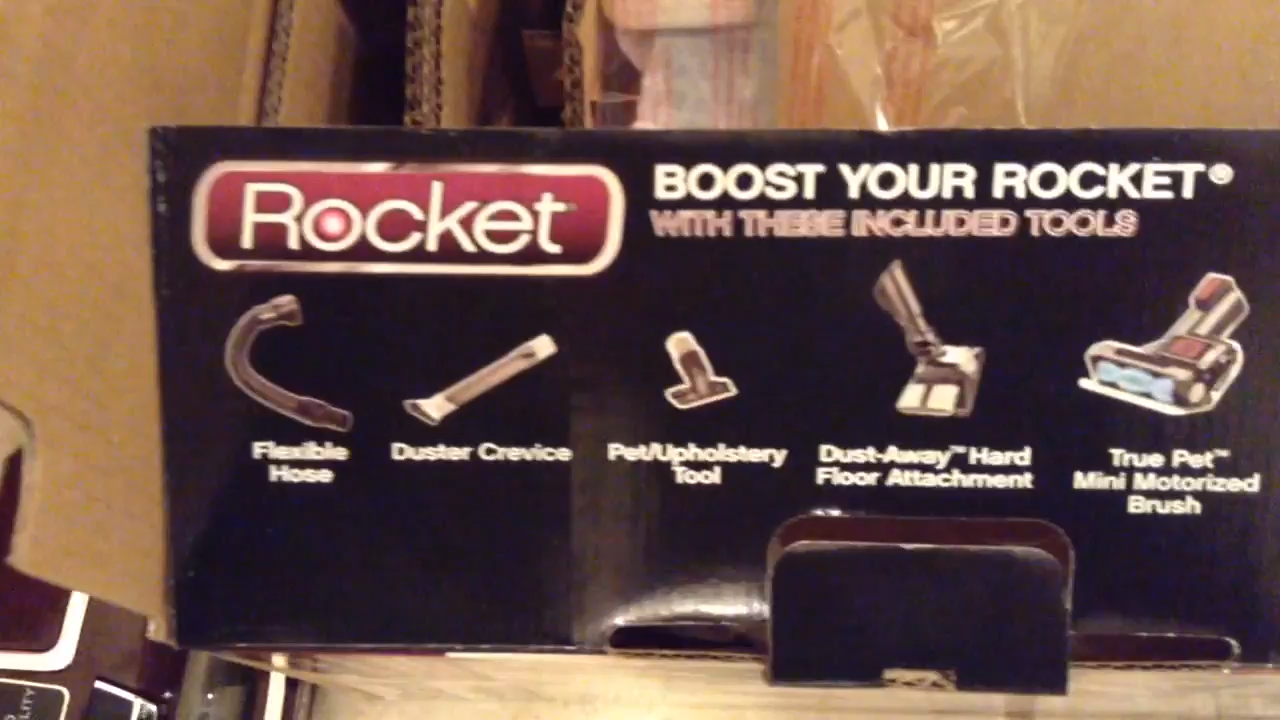 Rocket™
BOOST YOUR ROCKET®
WITH THESE INCLUDED TOOLS
Flexible
Hose
Duster Crevice
Pet/Upholstery
Tool
Dust-Away™ Hard
Floor Attachment
True Pet™
Mini Motorized
Brush